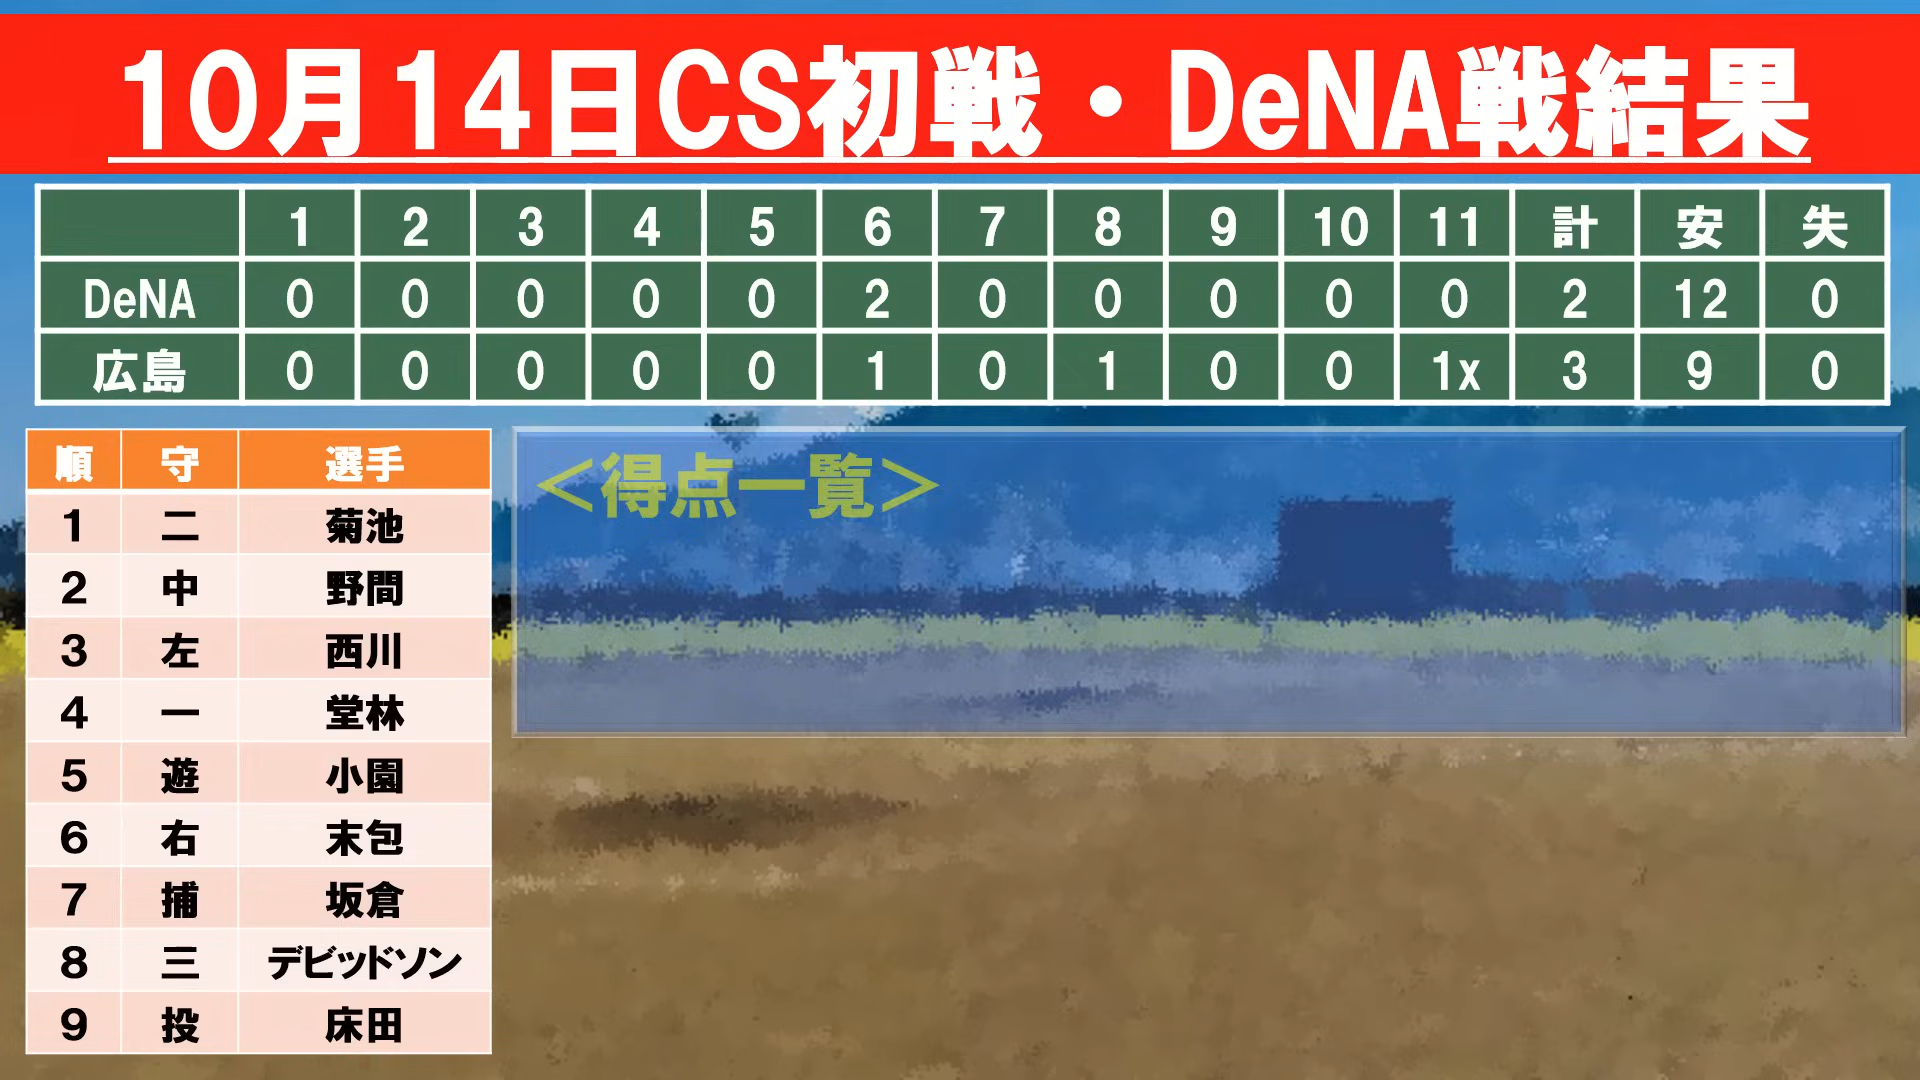 10月14日CS初戦・DeNA戦結果
1 2 3 4 5 6 7 8 9 10 11 計 安 失
DeNA 0 0 0 0 0 2 0 0 0 0 0 2 12 0
広島 0 0 0 0 0 1 0 1 0 0 1x 3 9 0
順 守 選手
1 二 菊池
2 中 野間
3 左 西川
4 一 堂林
5 遊 小園
6 右 末包
7 捕 坂倉
8 三 デビッドソン
9 投 床田
＜得点一覧＞